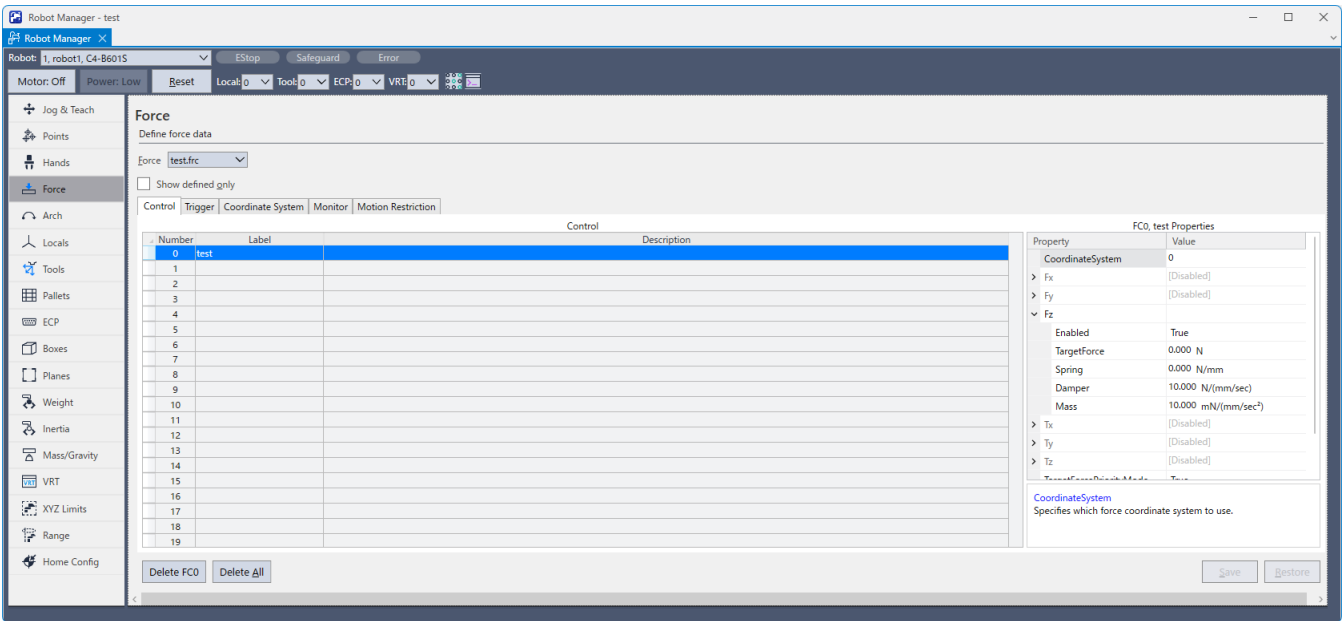 Robot Manager - test
Robot Manager
Robot: 1, robot1, C4-B601S EStop Safeguard Error
Motor: Off Power: Low Reset Local: 0 Tool: 0 ECP: 0 VRT: 0
Jog & Teach
Points
Hands
Force
Arch
Locals
Tools
Pallets
ECP
Boxes
Planes
Weight
Inertia
Mass/Gravity
VRT
XYZ Limits
Range
Home Config
Force
Define force data
Force test.frc
Show defined only
Control Trigger Coordinate System Monitor Motion Restriction
Control
Number Label Description
0 test
1
2
3
4
5
6
7
8
9
10
11
12
13
14
15
16
17
18
19
FC0, test Properties
Property Value
CoordinateSystem 0
Fx [Disabled]
Fy [Disabled]
Fz
Enabled True
TargetForce 0.000 N
Spring 0.000 N/mm
Damper 10.000 N/(mm/sec)
Mass 10.000 mN/(mm/sec²)
Tx [Disabled]
Ty [Disabled]
Tz [Disabled]
TargetForcePriorityMode True
CoordinateSystem
Specifies which force coordinate system to use.
Delete FC0 Delete All Save Restore